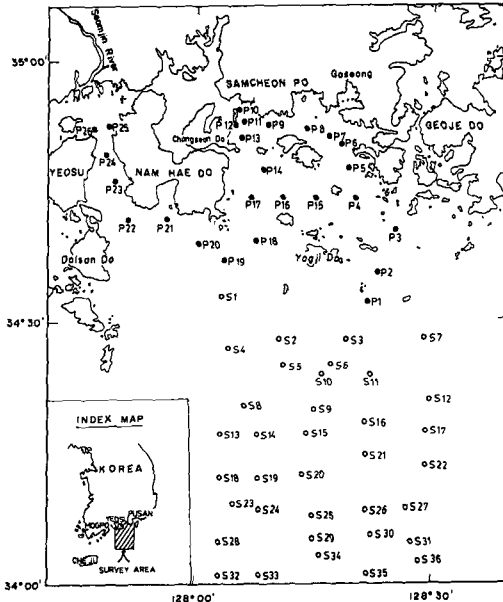 Seomjin River
35°00'
SAMCHEON PO
Goseong
P10
P26 P25 P12 P11 P9 P8 P7 GEOJE DO
Changseon Do P13 P6
P24 P14 P5
YEOSU P23 NAM HAE DO P17 P16 P15 P4
P22 P21 P3
P20 P18
Dolsan Do P19 Yogji Do P2
S1 P1
34°30'
S2 S3 S7
S4 S5 S6
S10 S11
S8 S9 S12
INDEX MAP S13 S14 S15 S16 S17
KOREA S21 S22
S18 S19 S20
S23 S24 S25 S26 S27
YEOSU PUSAN
MOGPO
S28 S29 S30 S31
CHEJU S34 S36
SURVEY AREA
34°00' S32 S33 S35
128°00' 128°30'